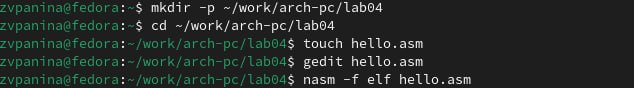 zvpanina@fedora:~$ mkdir -p ~/work/arch-pc/lab04
zvpanina@fedora:~$ cd ~/work/arch-pc/lab04
zvpanina@fedora:~/work/arch-pc/lab04$ touch hello.asm
zvpanina@fedora:~/work/arch-pc/lab04$ gedit hello.asm
zvpanina@fedora:~/work/arch-pc/lab04$ nasm -f elf hello.asm